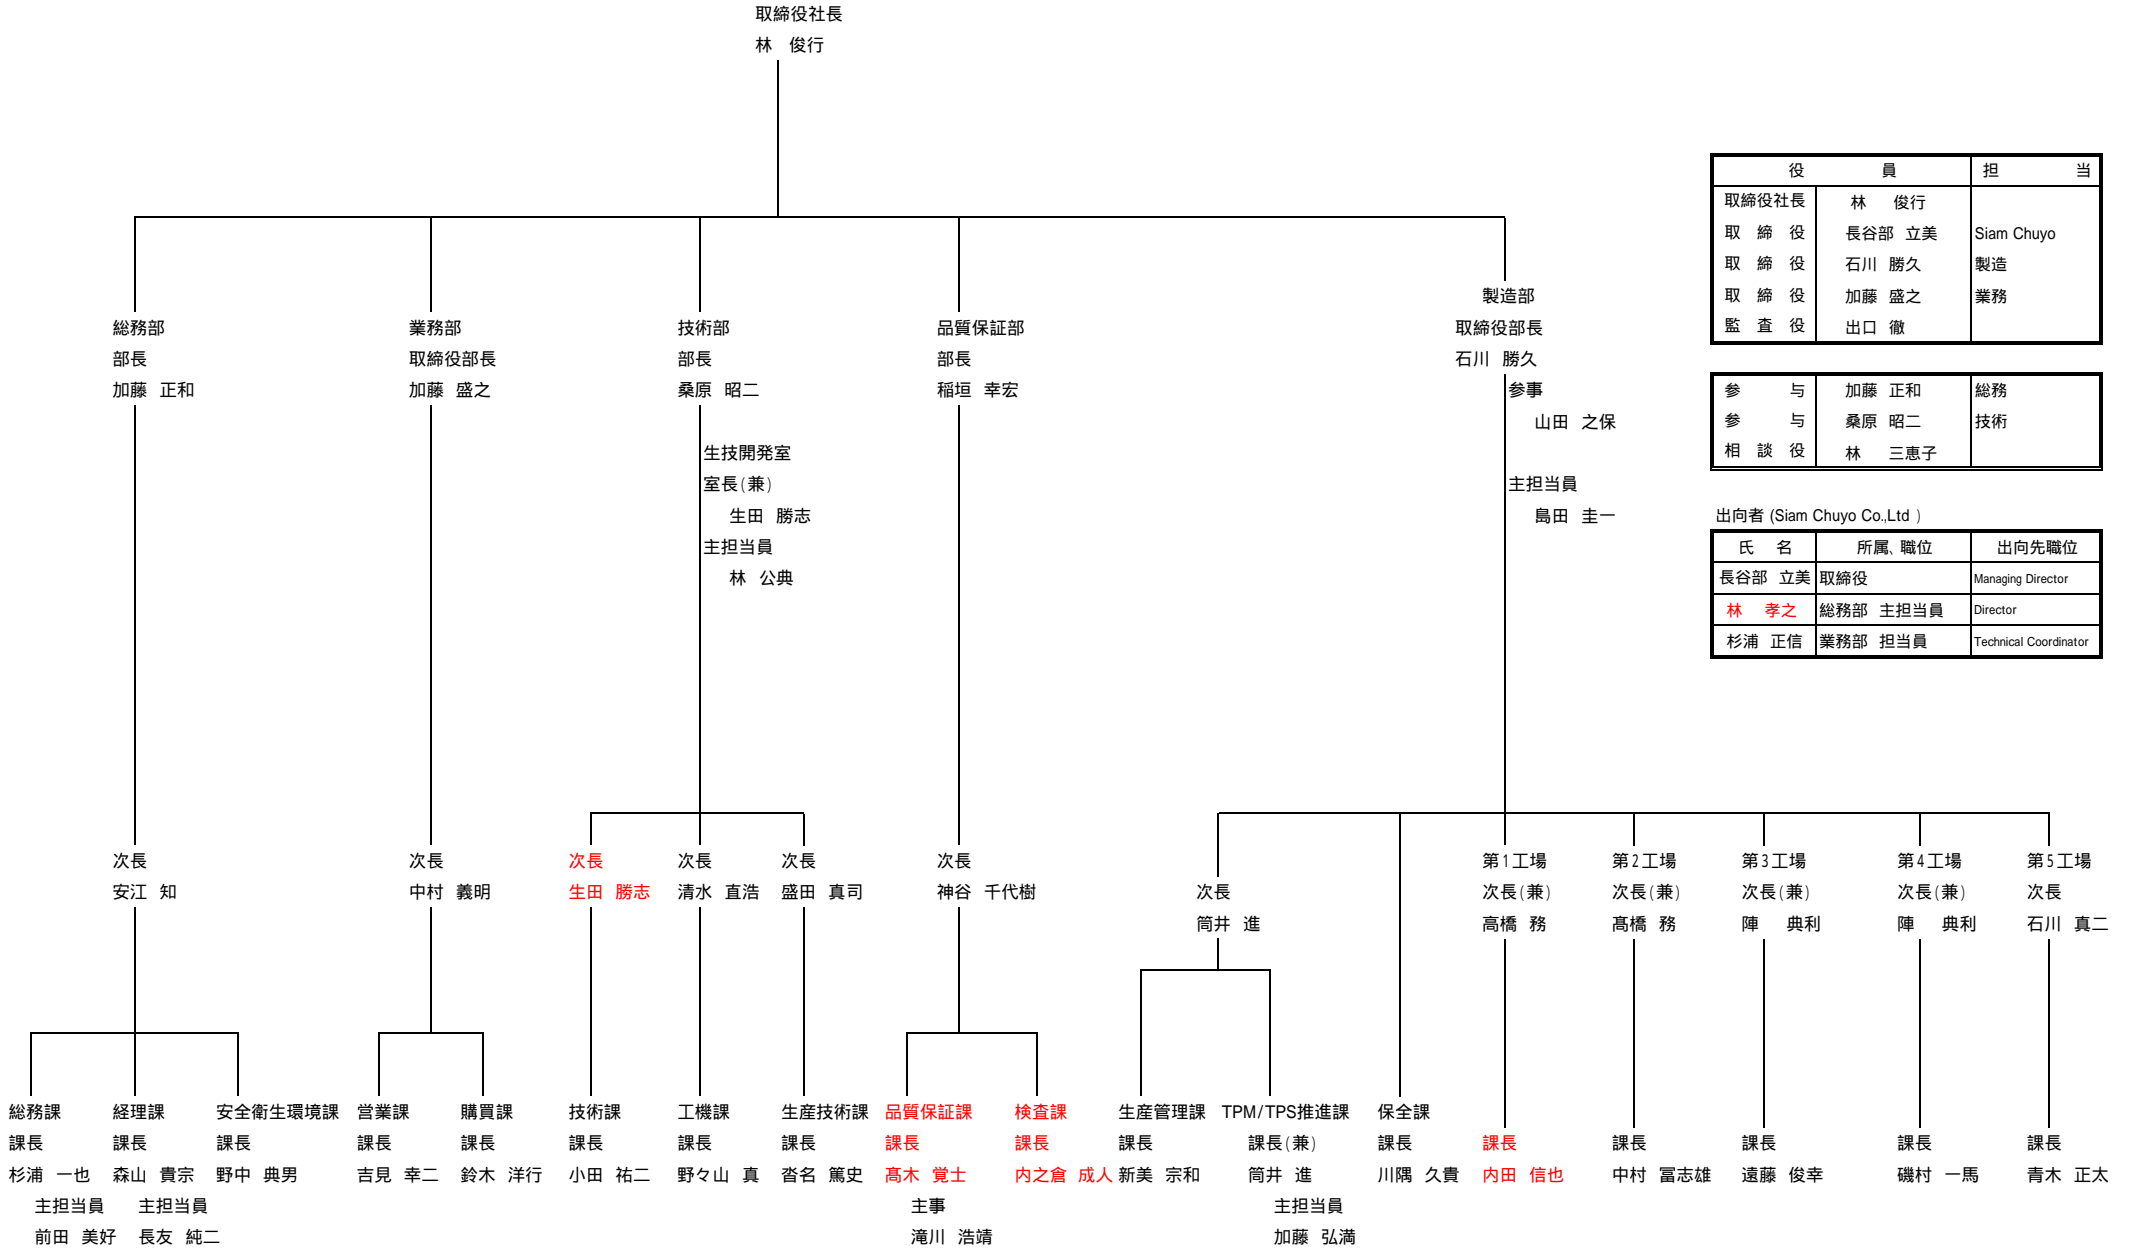 取締役社長
林　俊行
役　員　担　当
取締役社長　林　俊行
取　締　役　長谷部 立美　Siam Chuyo
取　締　役　石川 勝久　製造
取　締　役　加藤 盛之　業務
監　査　役　出口 徹
参　与　加藤 正和　総務
参　与　桑原 昭二　技術
相　談　役　林　三恵子
出向者 (Siam Chuyo Co.,Ltd )
氏　名　所属、職位　出向先職位
長谷部 立美　取締役　Managing Director
林　孝之　総務部 主担当員　Director
杉浦 正信　業務部 担当員　Technical Coordinator
総務部
部長
加藤 正和
業務部
取締役部長
加藤 盛之
技術部
部長
桑原 昭二
生技開発室
室長(兼)
生田 勝志
主担当員
林 公典
品質保証部
部長
稲垣 幸宏
製造部
取締役部長
石川 勝久
参事
山田 之保
主担当員
島田 圭一
次長
安江 知
次長
中村 義明
次長
生田 勝志
次長
清水 直浩
次長
盛田 真司
次長
神谷 千代樹
次長
筒井 進
第1工場
次長(兼)
高橋 務
第2工場
次長(兼)
髙橋 務
第3工場
次長(兼)
陣　典利
第4工場
次長(兼)
陣　典利
第5工場
次長
石川 真二
総務課
課長
杉浦 一也
主担当員
前田 美好
経理課
課長
森山 貴宗
主担当員
長友 純二
安全衛生環境課
課長
野中 典男
営業課
課長
吉見 幸二
購買課
課長
鈴木 洋行
技術課
課長
小田 祐二
工機課
課長
野々山 真
生産技術課
課長
沓名 篤史
品質保証課
課長
髙木 覚士
主事
滝川 浩靖
検査課
課長
内之倉 成人
生産管理課
課長
新美 宗和
TPM/TPS推進課
課長(兼)
筒井 進
主担当員
加藤 弘満
保全課
課長
川隅 久貴
課長
内田 信也
課長
中村 冨志雄
課長
遠藤 俊幸
課長
磯村 一馬
課長
青木 正太